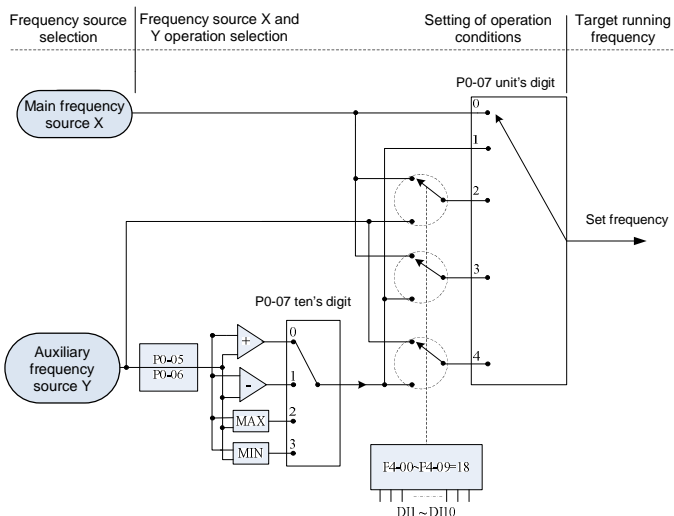 Frequency source
selection
Frequency source X and
Y operation selection
Setting of operation
conditions
Target running
frequency
P0-07 unit's digit
Main frequency
source X
0
1
2
3
4
Set frequency
P0-07 ten's digit
Auxiliary
frequency
source Y
P0-05
P0-06
+
-
MAX
MIN
0
1
2
3
F4-00~F4-09=18
DI1 ~ DI10